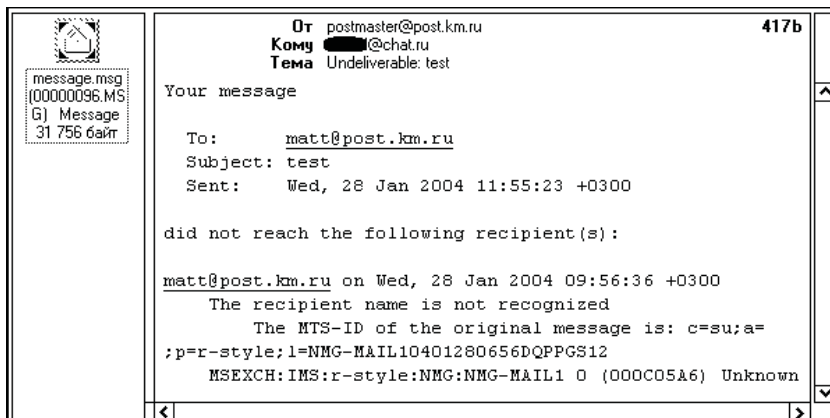 message.msg
(00000096.MS
G) Message
31 756 байт
От postmaster@post.km.ru
417b
Кому @chat.ru
Тема Undeliverable: test
Your message
To: matt@post.km.ru
Subject: test
Sent: Wed, 28 Jan 2004 11:55:23 +0300
did not reach the following recipient(s):
matt@post.km.ru on Wed, 28 Jan 2004 09:56:36 +0300
The recipient name is not recognized
The MTS-ID of the original message is: c=su;a=
;p=r-style;l=NMG-MAIL10401280656DQPPGS12
MSEXCH:IMS:r-style:NMG:NMG-MAIL1 0 (000C05A6) Unknown